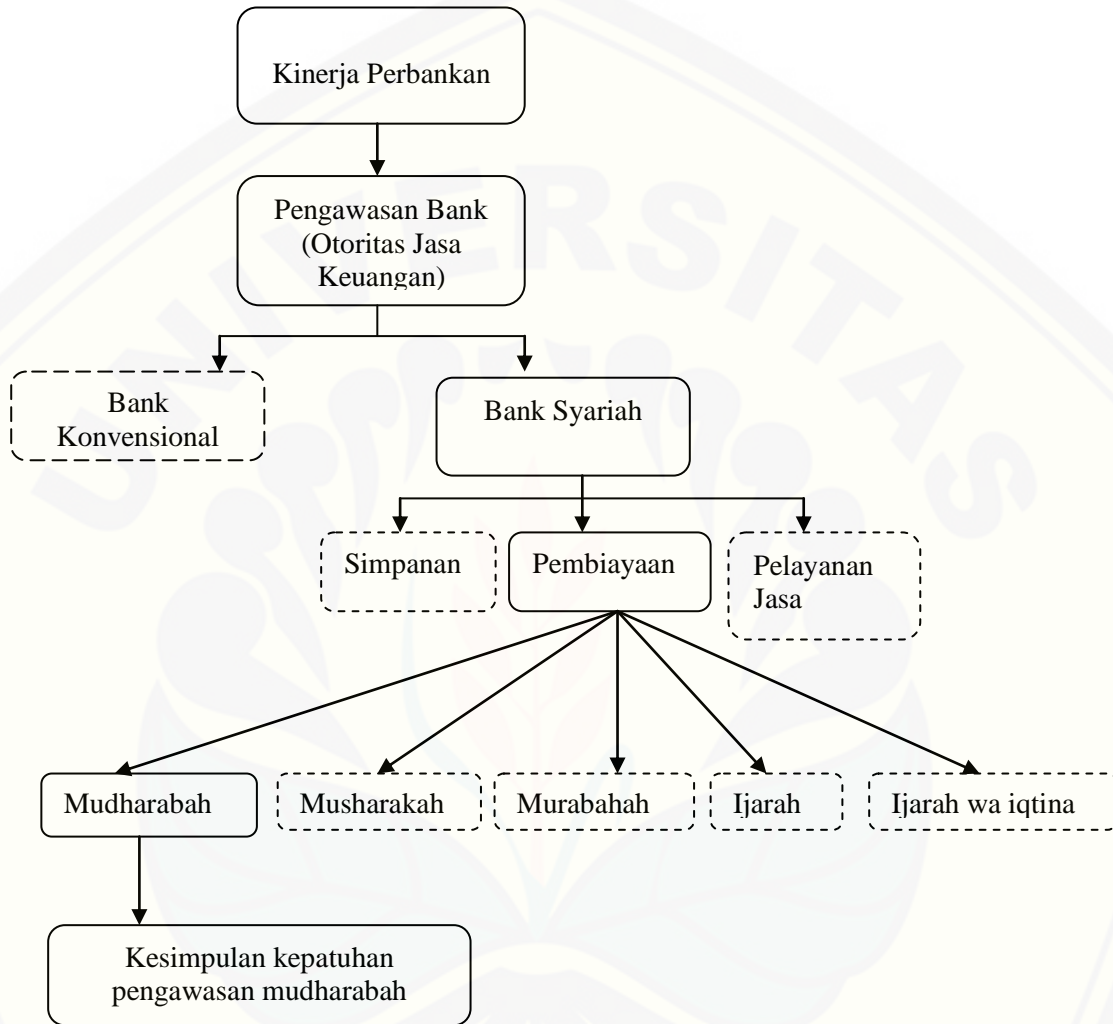 Kinerja Perbankan
Pengawasan Bank
(Otoritas Jasa
Keuangan)
Bank
Konvensional
Bank Syariah
Simpanan
Pembiayaan
Pelayanan
Jasa
Mudharabah
Musharakah
Murabahah
Ijarah
Ijarah wa iqtina
Kesimpulan kepatuhan
pengawasan mudharabah
UNIVERSITAS